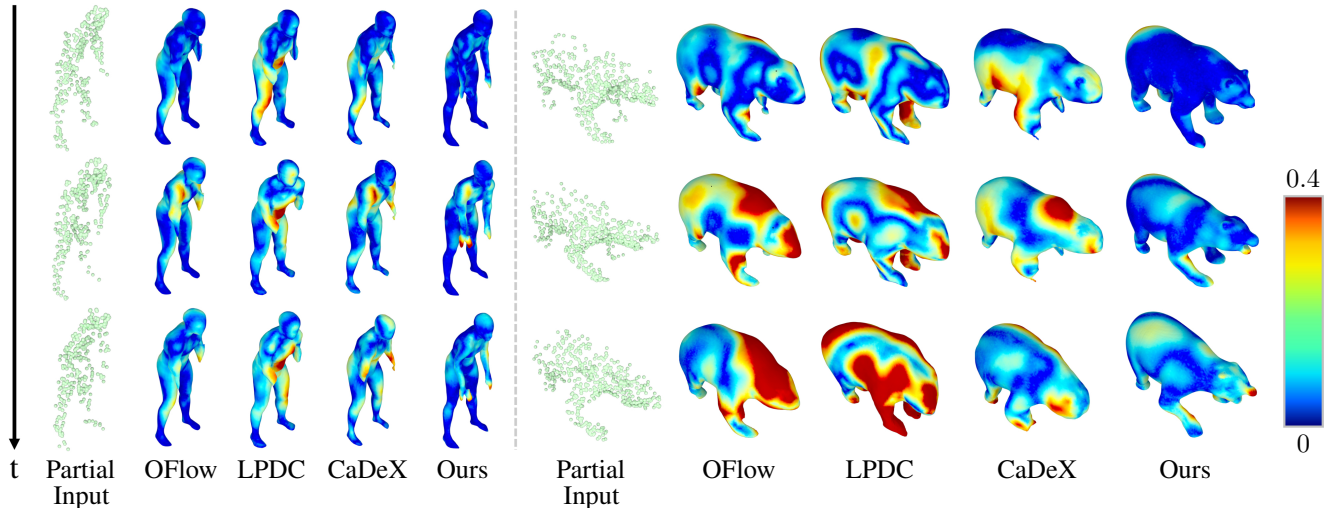 0.4
0
t
Partial
Input
OFlow
LPDC
CaDeX
Ours
Partial
Input
OFlow
LPDC
CaDeX
Ours